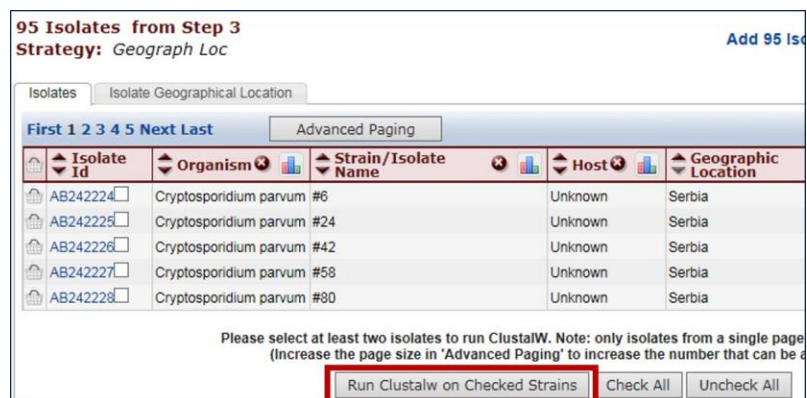 95 Isolates from Step 3
Strategy: Geograph Loc
Add 95 Iso
Isolates Isolate Geographical Location
First 1 2 3 4 5 Next Last Advanced Paging
Isolate Id Organism Strain/Isolate Name Host Geographic Location
AB242224 Cryptosporidium parvum #6 Unknown Serbia
AB242225 Cryptosporidium parvum #24 Unknown Serbia
AB242226 Cryptosporidium parvum #42 Unknown Serbia
AB242227 Cryptosporidium parvum #58 Unknown Serbia
AB242228 Cryptosporidium parvum #80 Unknown Serbia
Please select at least two isolates to run ClustalW. Note: only isolates from a single page
(Increase the page size in 'Advanced Paging' to increase the number that can be a
Run Clustalw on Checked Strains Check All Uncheck All